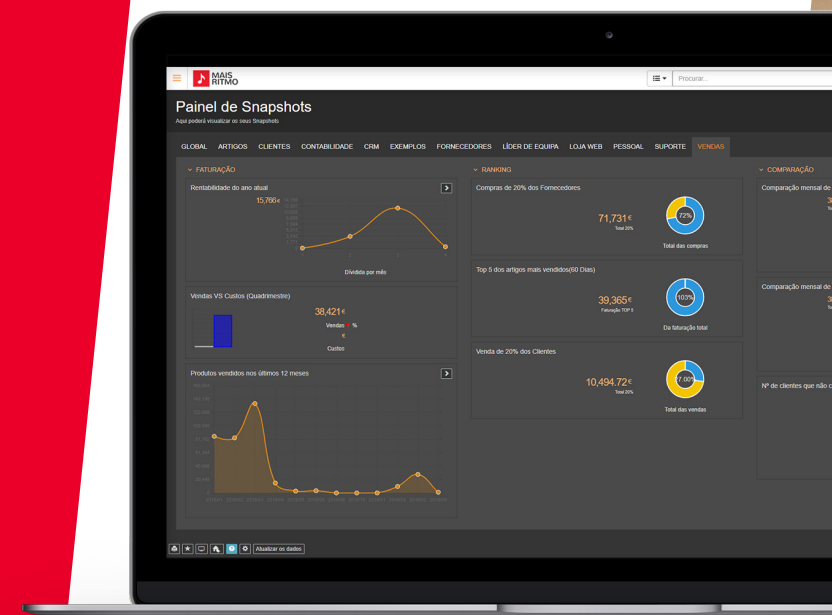 MAIS
RITMO
Procurar..
Painel de Snapshots
Aqui poderá visualizar os seus Snapshots
GLOBAL ARTIGOS CLIENTES CONTABILIDADE CRM EXEMPLOS FORNECEDORES LÍDER DE EQUIPA LOJA WEB PESSOAL SUPORTE VENDAS
FATURAÇÃO
Rentabilidade do ano atual
15,766€
Dividida por mês
Vendas VS Custos (Quadrimestre)
38,421€
Vendas %
€
Custos
Produtos vendidos nos últimos 12 meses
RANKING
Compras de 20% dos Fornecedores
71,731€
Total 20%
72%
Total das compras
Top 5 dos artigos mais vendidos(60 Dias)
39,365€
Faturação TOP 5
103%
Da faturação total
Venda de 20% dos Clientes
10,494.72€
Total 20%
Total das vendas
COMPARAÇÃO
Comparação mensal de
Comparação mensal de
Nº de clientes que não
Atualizar os dados